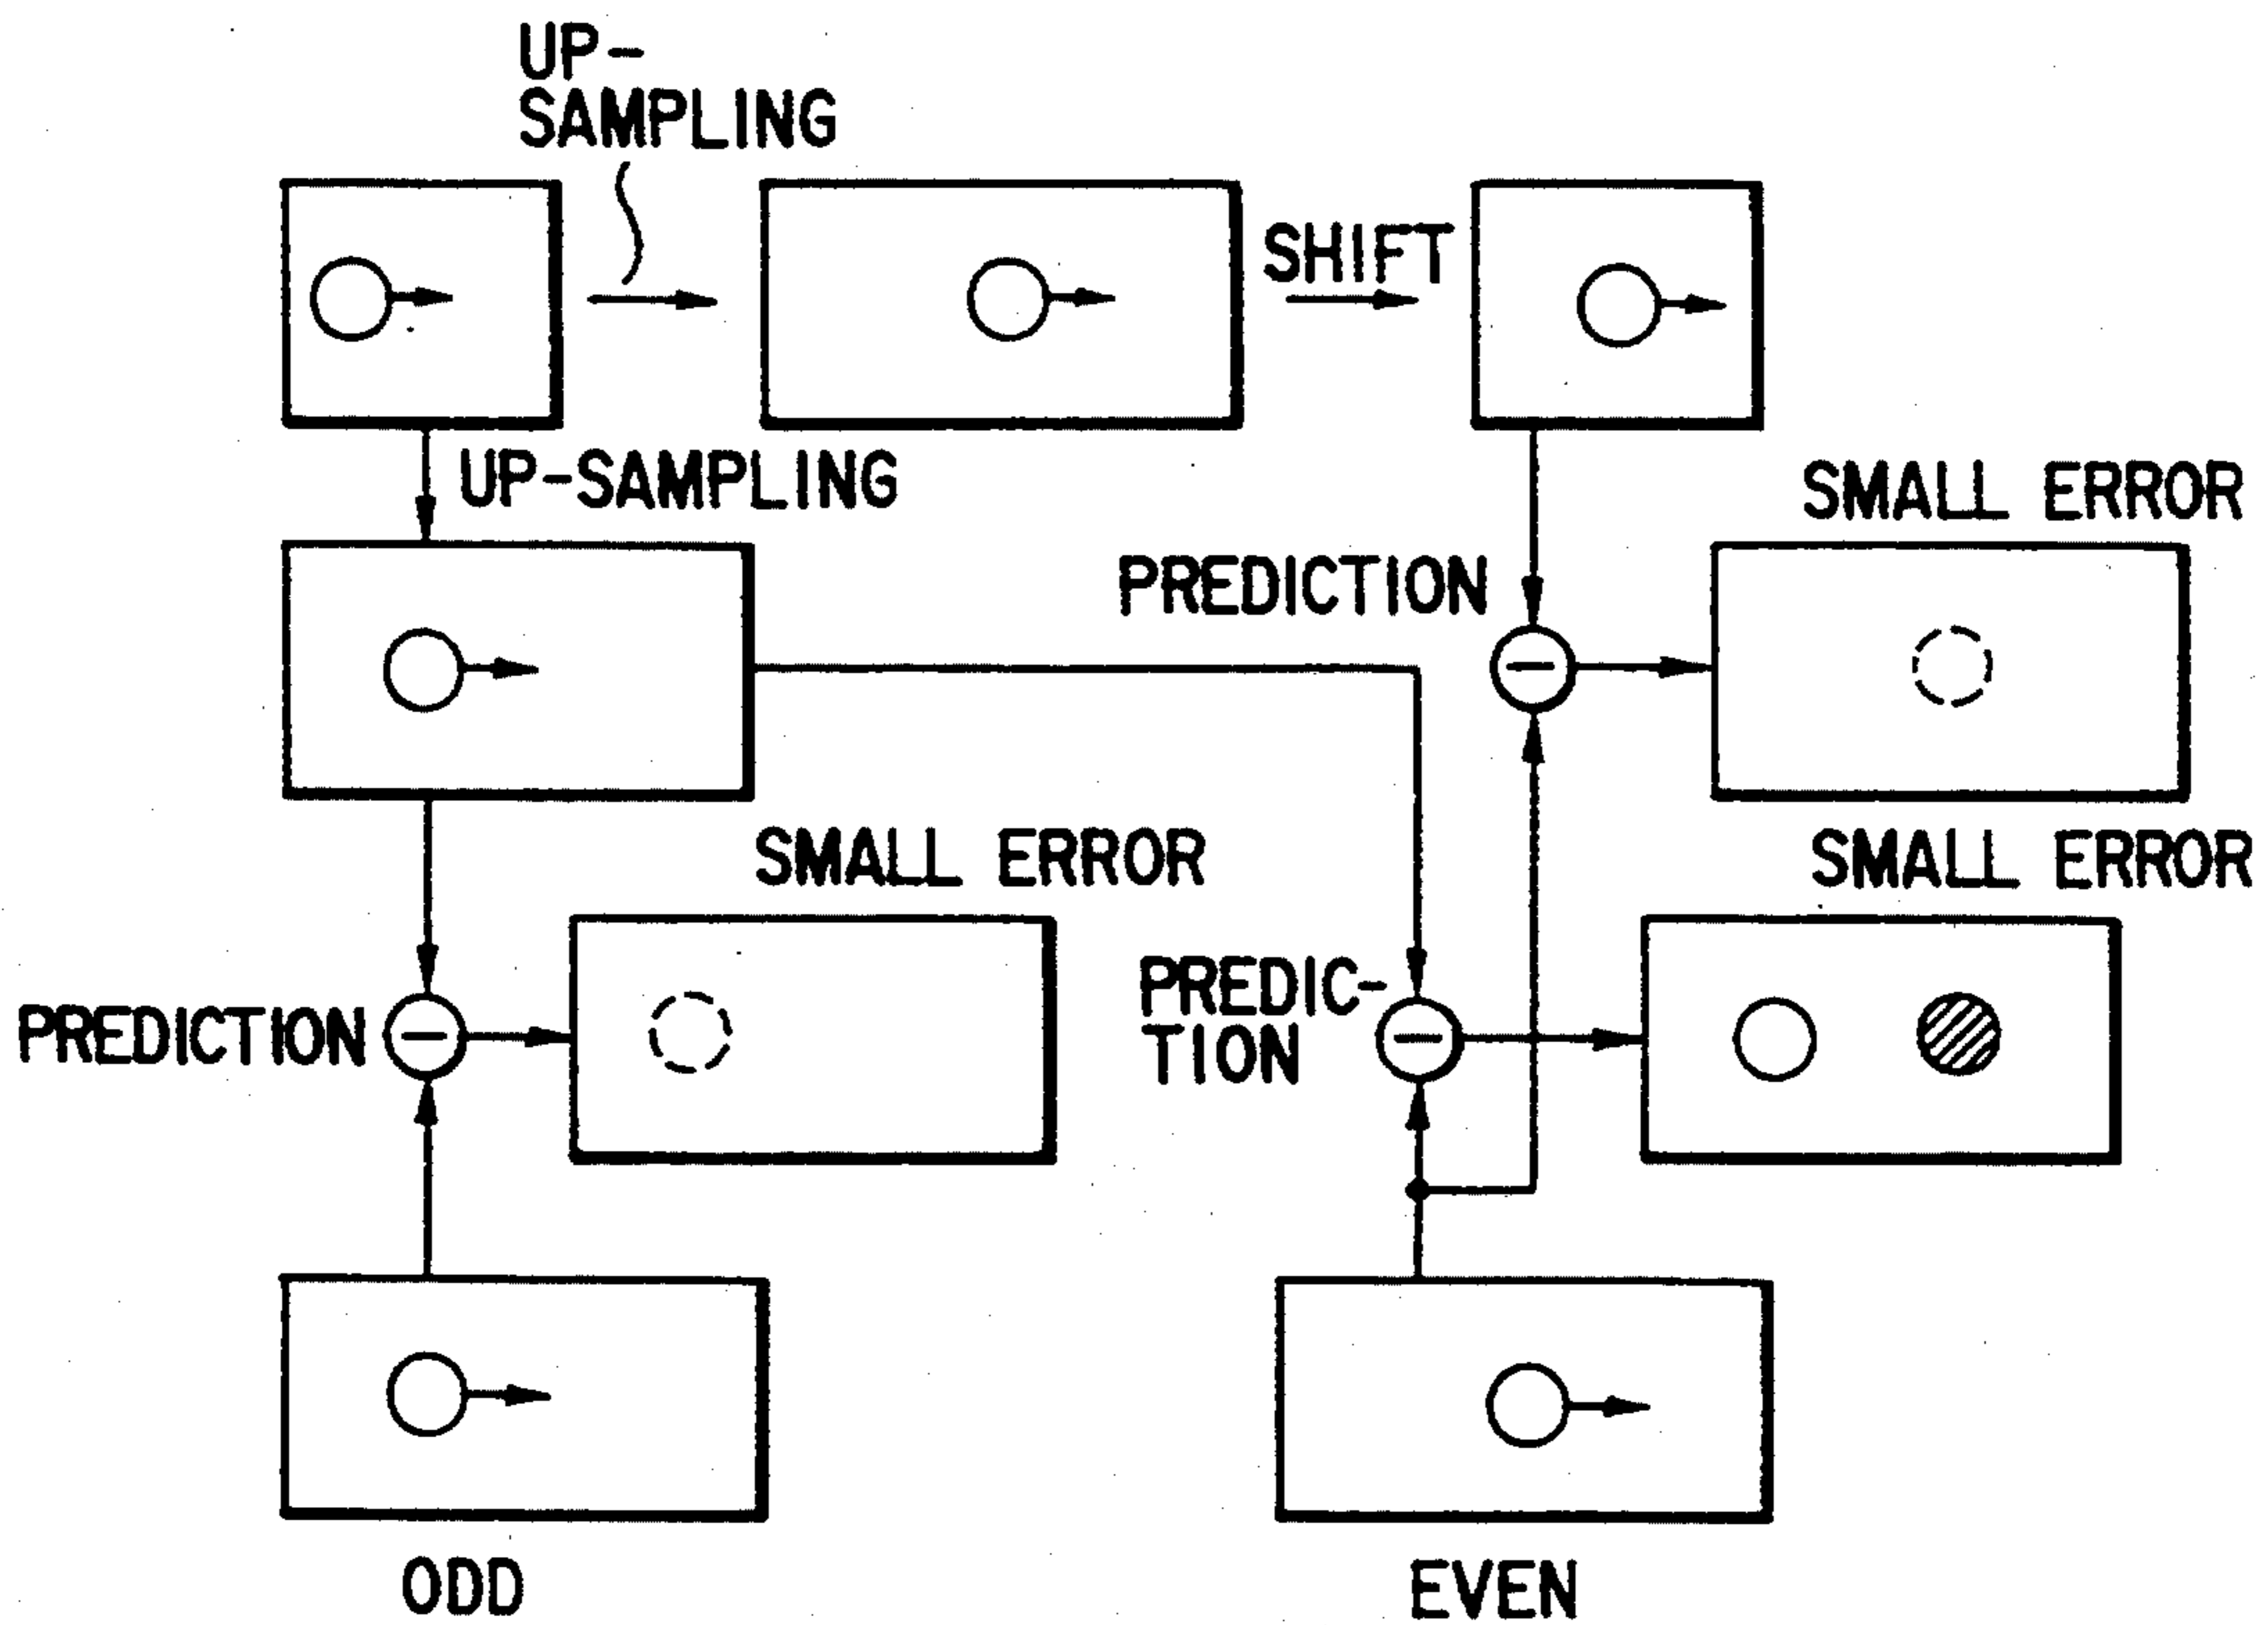 UP-
SAMPLING
SHIFT
UP-SAMPLING
SMALL ERROR
PREDICTION
SMALL ERROR
SMALL ERROR
PREDIC-
TION
PREDICTION
ODD
EVEN